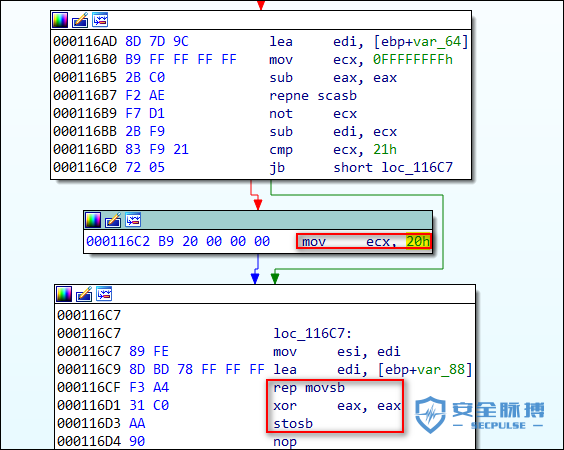 000116AD 8D 7D 9C lea edi, [ebp+var_64]
000116B0 B9 FF FF FF FF mov ecx, 0FFFFFFFFh
000116B5 2B C0 sub eax, eax
000116B7 F2 AE repne scasb
000116B9 F7 D1 not ecx
000116BB 2B F9 sub edi, ecx
000116BD 83 F9 21 cmp ecx, 21h
000116C0 72 05 jb short loc_116C7
000116C2 B9 20 00 00 00 mov ecx, 20h
000116C7
000116C7 loc_116C7:
000116C7 89 FE mov esi, edi
000116C9 8D BD 78 FF FF FF lea edi, [ebp+var_88]
000116CF F3 A4 rep movsb
000116D1 31 C0 xor eax, eax
000116D3 AA stosb
000116D4 90 nop
安全脉搏
SECPULSE